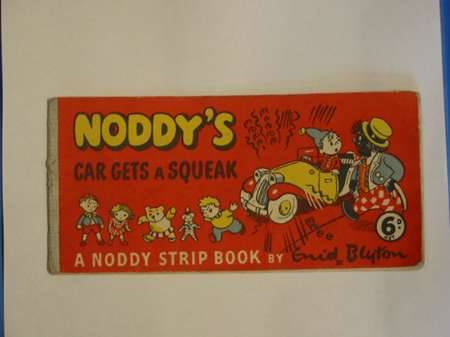 NODDY'S
CAR GETS A SQUEAK
6D
A NODDY STRIP BOOK BY Enid Blyton